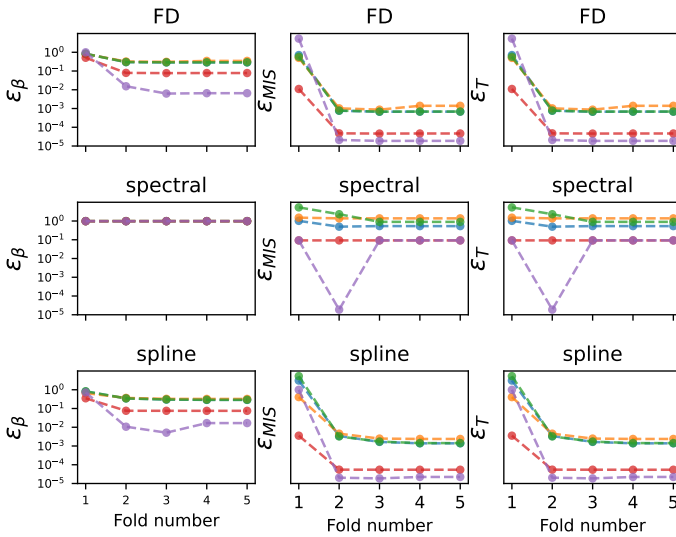 FD FD FD
ε_β ε_MIS ε_T
10^0
10^-1
10^-2
10^-3
10^-4
10^-5
spectral spectral spectral
ε_β ε_MIS ε_T
10^0
10^-1
10^-2
10^-3
10^-4
10^-5
spline spline spline
ε_β ε_MIS ε_T
10^0
10^-1
10^-2
10^-3
10^-4
10^-5
1 2 3 4 5 1 2 3 4 5 1 2 3 4 5
Fold number Fold number Fold number